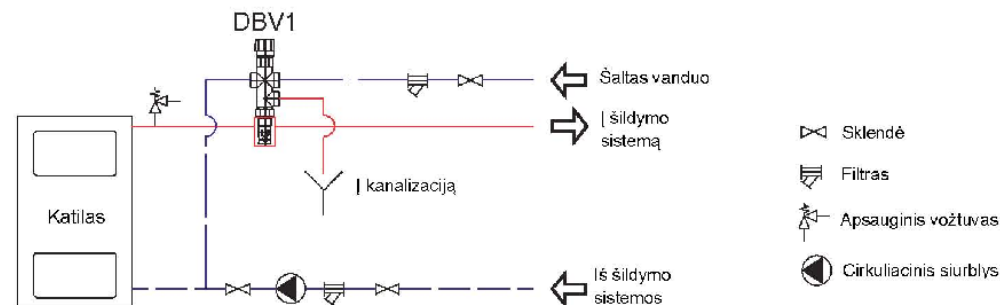 DBV1
Šaltas vanduo
Į šildymo
sistemą
Į kanalizaciją
Katilas
Iš šildymo
sistemos
Sklendė
Filtras
Apsauginis vožtuvas
Cirkuliacinis siurblys